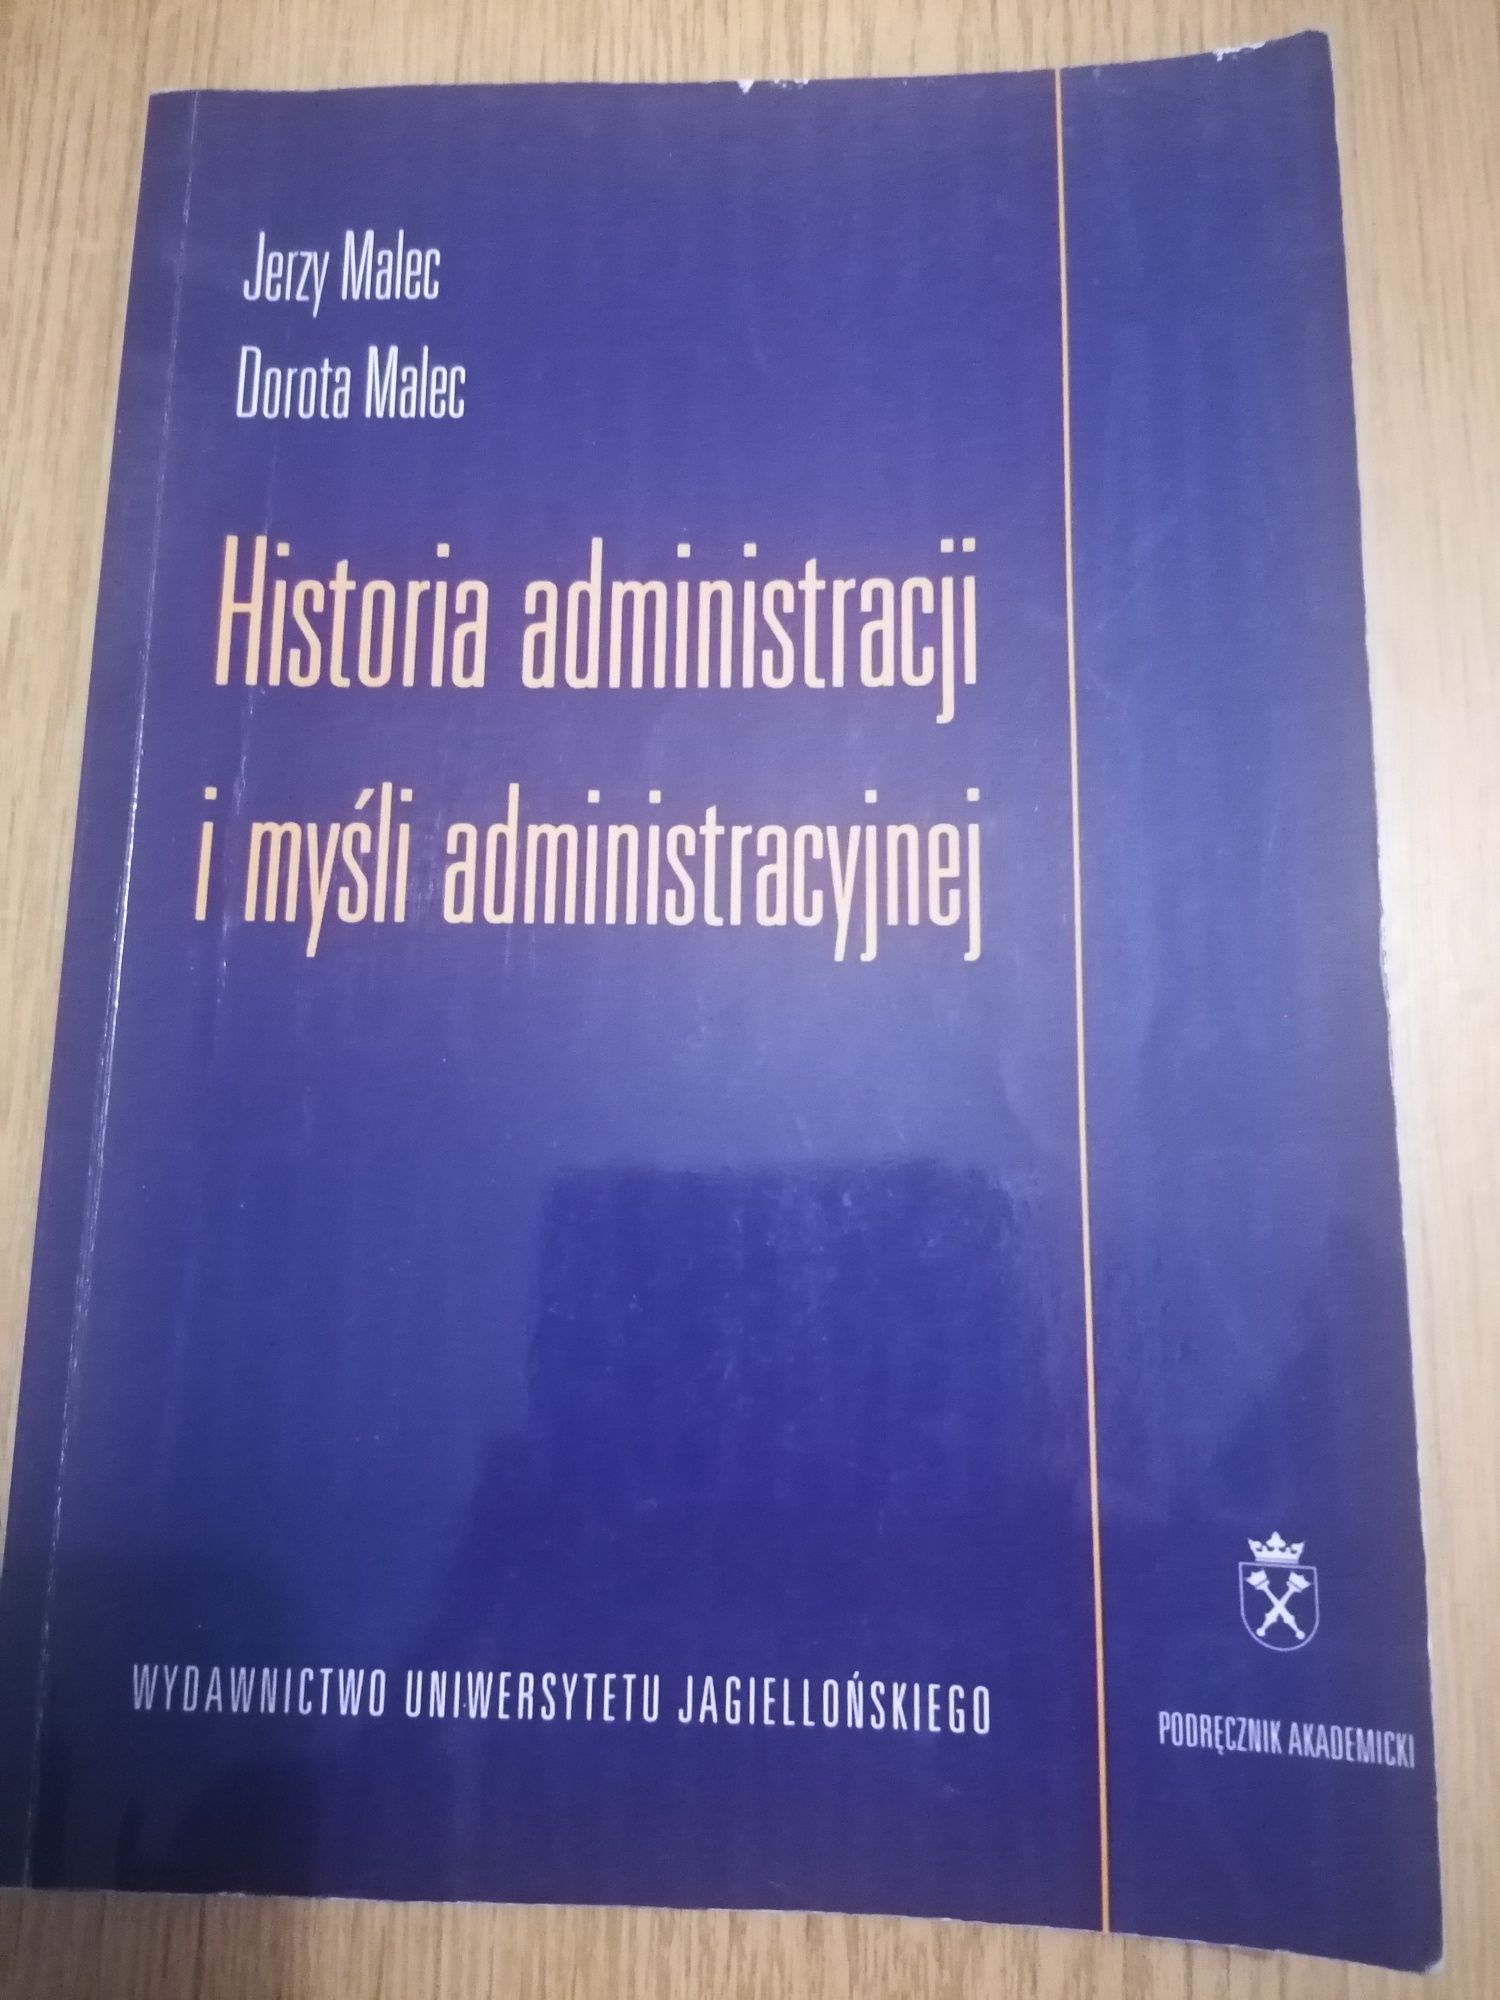 Jerzy Malec
Dorota Malec
Historia administracji
i myśli administracyjnej
WYDAWNICTWO UNIWERSYTETU JAGIELLOŃSKIEGO
PODRĘCZNIK AKADEMICKI